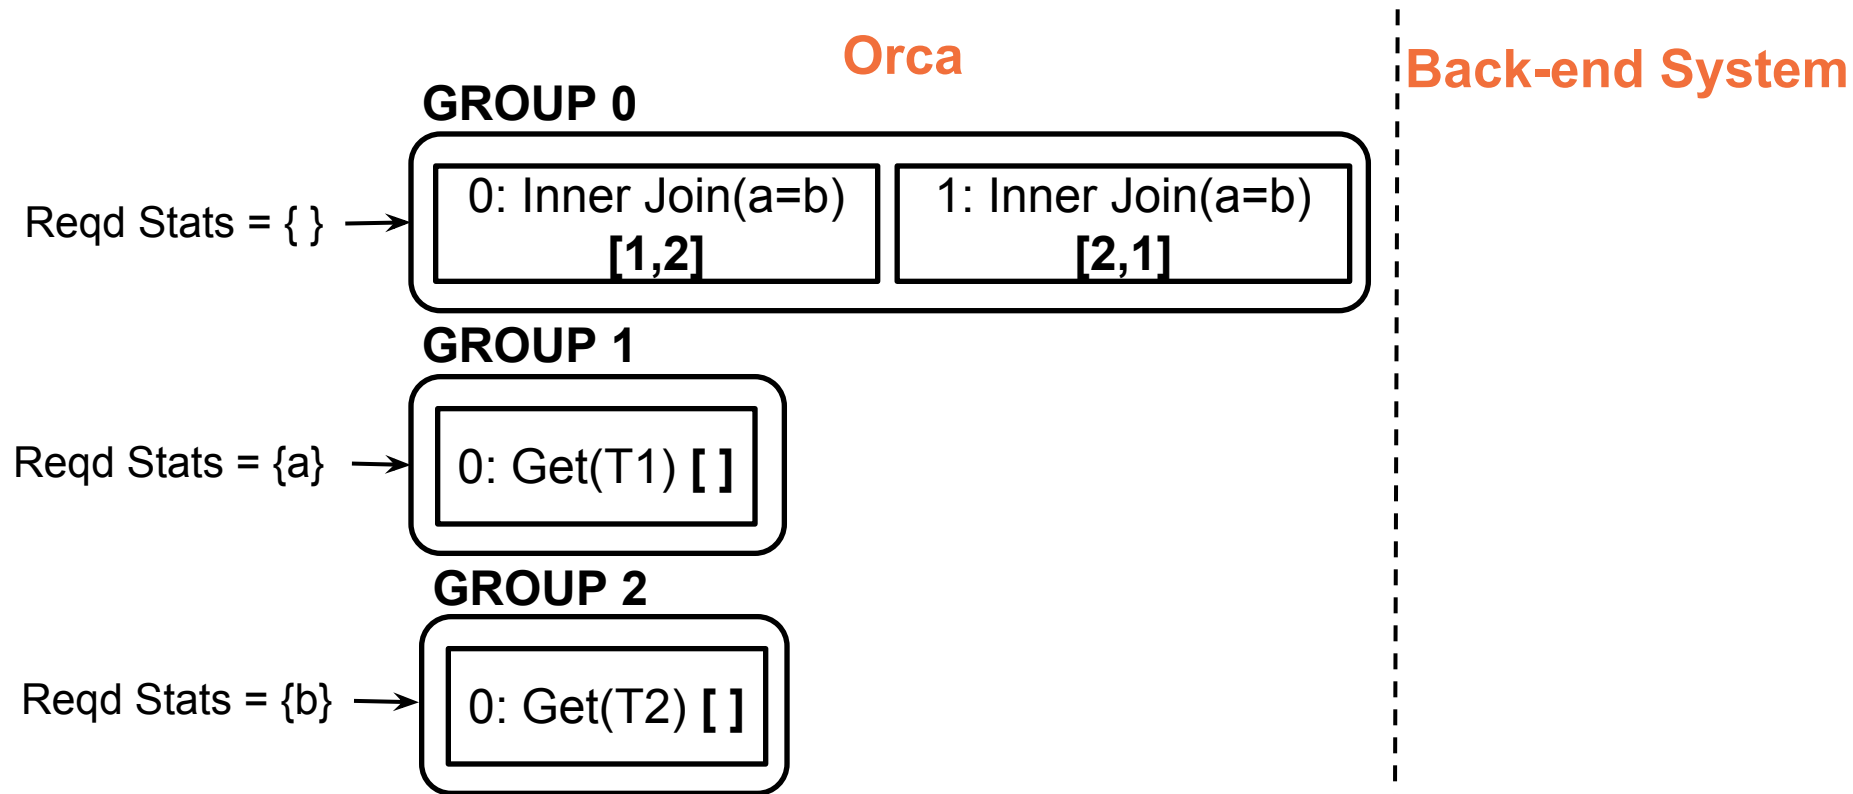 Orca
Back-end System
GROUP 0
Reqd Stats = { }
0: Inner Join(a=b)
[1,2]
1: Inner Join(a=b)
[2,1]
GROUP 1
Reqd Stats = {a}
0: Get(T1) [ ]
GROUP 2
Reqd Stats = {b}
0: Get(T2) [ ]